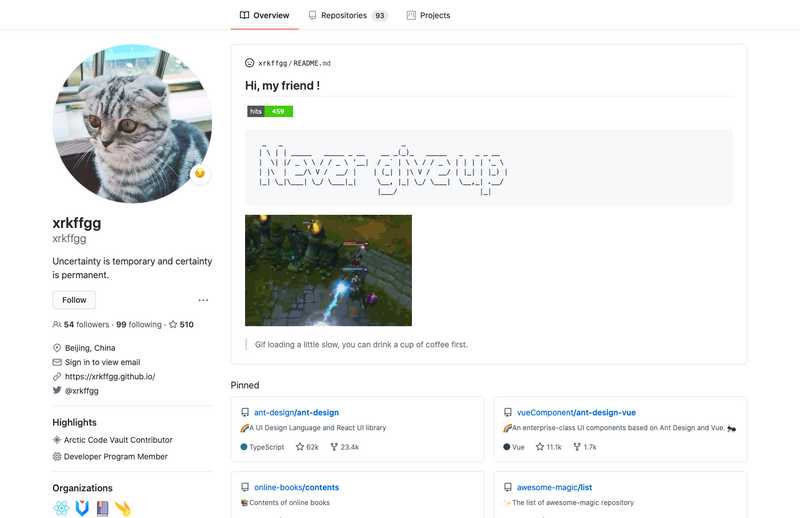 Overview
Repositories 93
Projects
xrkffgg
xrkffgg
Uncertainty is temporary and certainty
is permanent.
Follow
54 followers · 99 following · 510
Beijing, China
Sign in to view email
https://xrkffgg.github.io/
@xrkffgg
Highlights
Arctic Code Vault Contributor
Developer Program Member
Organizations
xrkffgg/README.md
Hi, my friend !
hits 459
Never give up
Gif loading a little slow, you can drink a cup of coffee first.
Pinned
ant-design/ant-design
🌈A UI Design Language and React UI library
TypeScript 62k 23.4k
vueComponent/ant-design-vue
🌈An enterprise-class UI components based on Ant Design and Vue. 🐜
Vue 11.1k 1.7k
online-books/contents
📚Contents of online books
awesome-magic/list
✨The list of awesome-magic repository